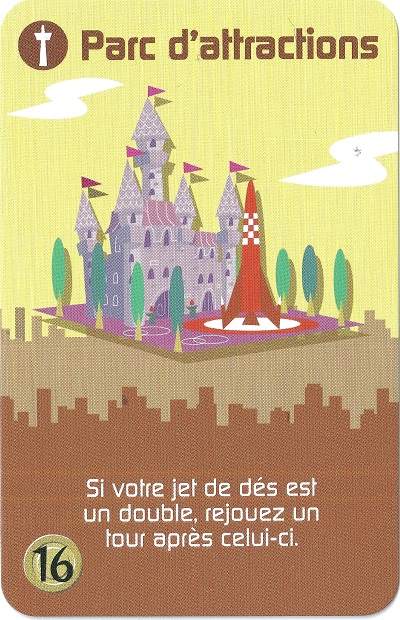 Parc d'attractions
Si votre jet de dés est
un double, rejouez un
tour après celui-ci.
16